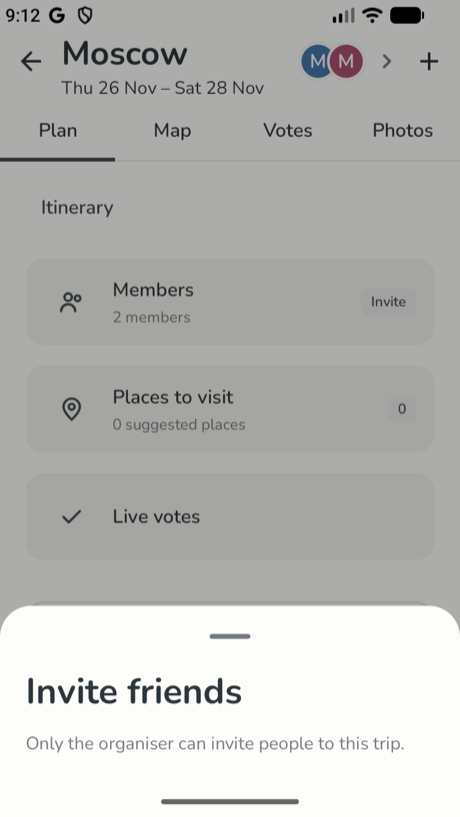 9:12 G
Moscow
Thu 26 Nov – Sat 28 Nov
M M
Plan Map Votes Photos
Itinerary
Members
2 members
Invite
Places to visit
0 suggested places
0
Live votes
Invite friends
Only the organiser can invite people to this trip.